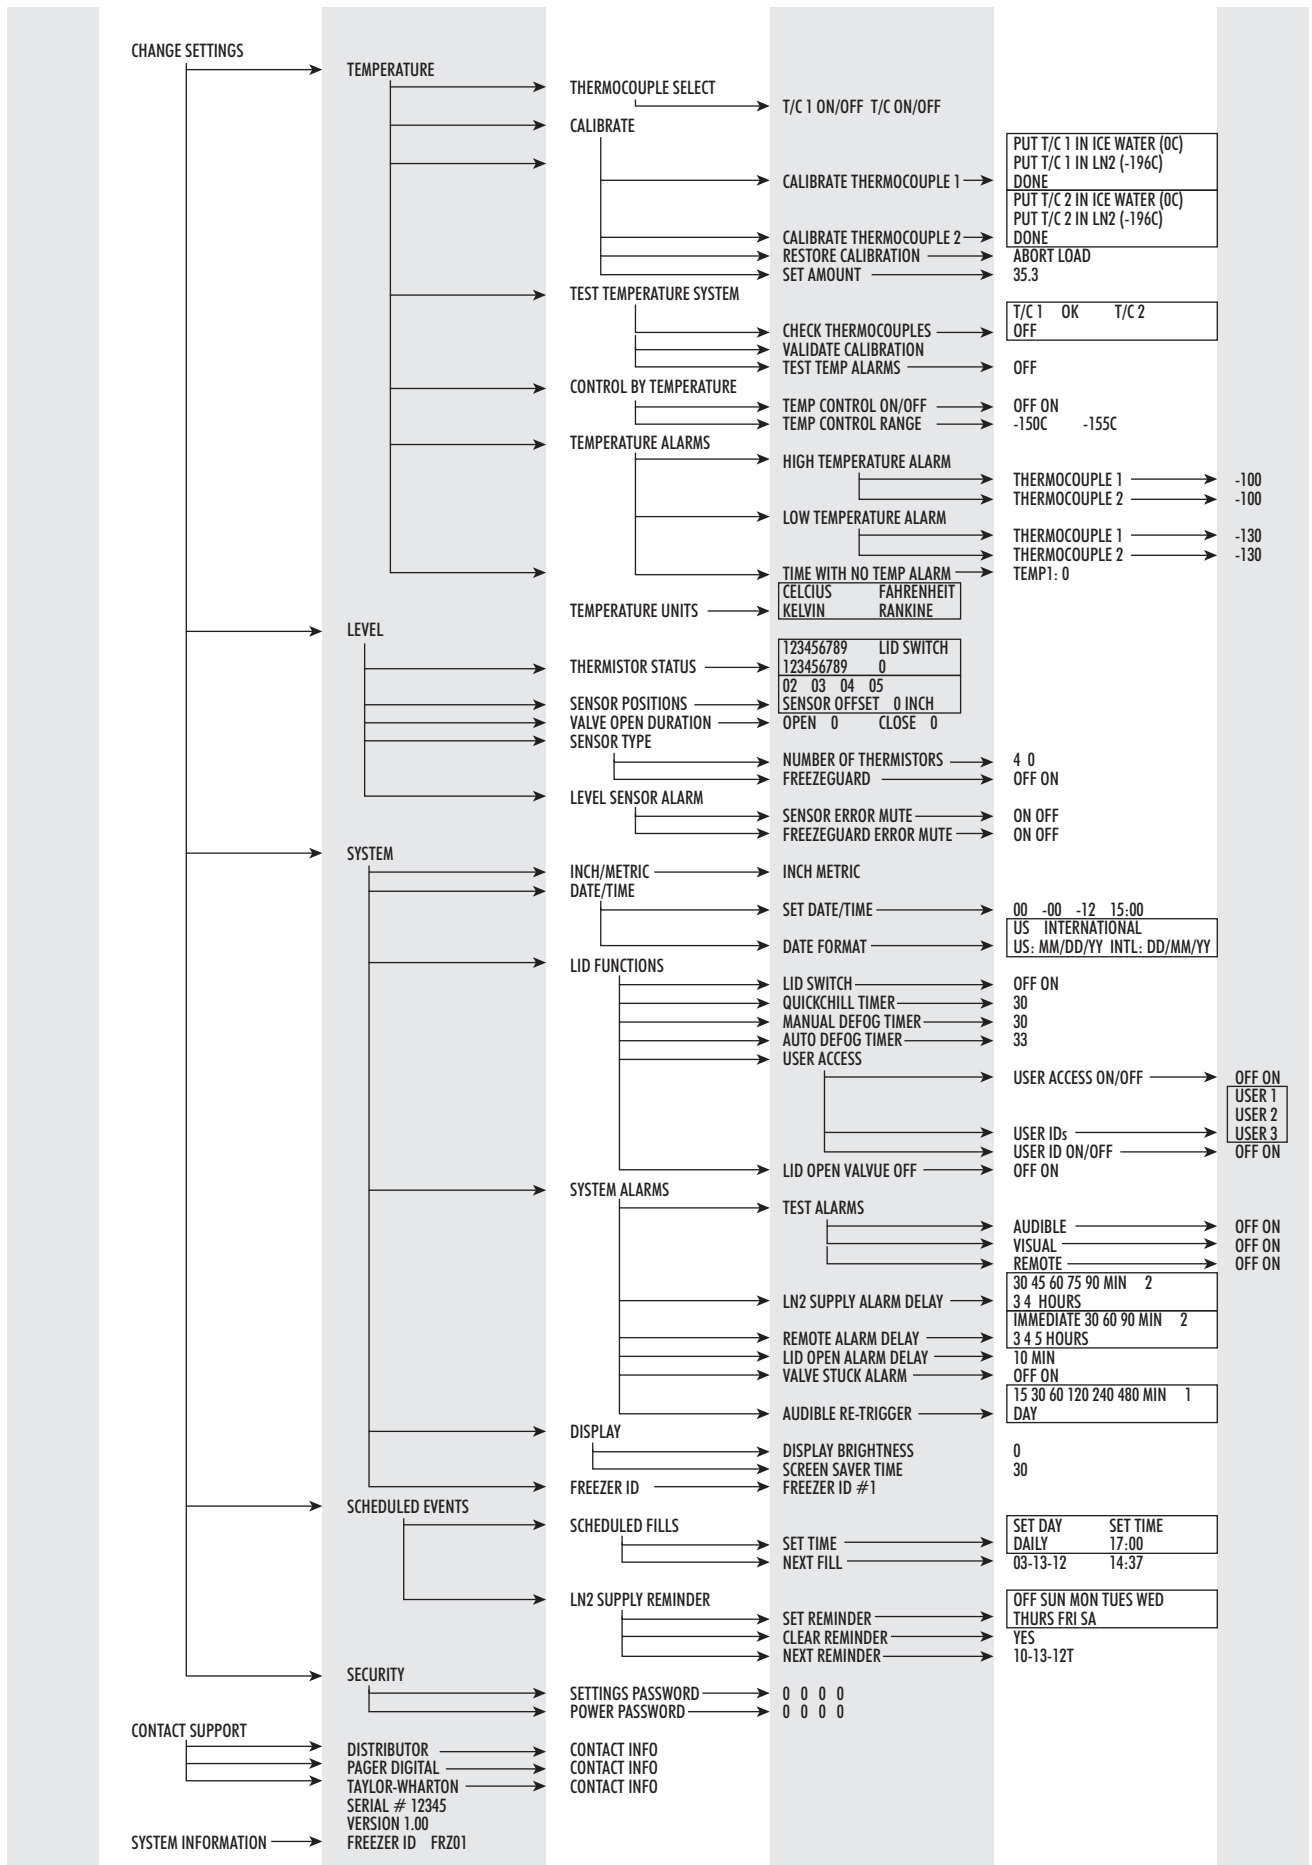 CHANGE SETTINGS
TEMPERATURE
THERMOCOUPLE SELECT
T/C 1 ON/OFF T/C ON/OFF
CALIBRATE
PUT T/C 1 IN ICE WATER (0C)
PUT T/C 1 IN LN2 (-196C)
CALIBRATE THERMOCOUPLE 1
DONE
PUT T/C 2 IN ICE WATER (0C)
PUT T/C 2 IN LN2 (-196C)
CALIBRATE THERMOCOUPLE 2
DONE
RESTORE CALIBRATION
ABORT LOAD
SET AMOUNT
35.3
TEST TEMPERATURE SYSTEM
T/C 1 OK T/C 2
CHECK THERMOCOUPLES
OFF
VALIDATE CALIBRATION
TEST TEMP ALARMS
OFF
CONTROL BY TEMPERATURE
TEMP CONTROL ON/OFF
OFF ON
TEMP CONTROL RANGE
-150C -155C
TEMPERATURE ALARMS
HIGH TEMPERATURE ALARM
THERMOCOUPLE 1
-100
THERMOCOUPLE 2
-100
LOW TEMPERATURE ALARM
THERMOCOUPLE 1
-130
THERMOCOUPLE 2
-130
TIME WITH NO TEMP ALARM
TEMP1: 0
CELCIUS FAHRENHEIT
TEMPERATURE UNITS
KELVIN RANKINE
LEVEL
123456789 LID SWITCH
THERMISTOR STATUS
123456789 0
02 03 04 05
SENSOR POSITIONS
SENSOR OFFSET 0 INCH
VALVE OPEN DURATION
OPEN 0 CLOSE 0
SENSOR TYPE
NUMBER OF THERMISTORS
4 0
FREEZEGUARD
OFF ON
LEVEL SENSOR ALARM
SENSOR ERROR MUTE
ON OFF
FREEZEGUARD ERROR MUTE
ON OFF
SYSTEM
INCH/METRIC
INCH METRIC
DATE/TIME
SET DATE/TIME
00 -00 -12 15:00
US INTERNATIONAL
DATE FORMAT
US: MM/DD/YY INTL: DD/MM/YY
LID FUNCTIONS
LID SWITCH
OFF ON
QUICKCHILL TIMER
30
MANUAL DEFOG TIMER
30
AUTO DEFOG TIMER
33
USER ACCESS
USER ACCESS ON/OFF
OFF ON
USER 1
USER 2
USER IDs
USER 3
USER ID ON/OFF
OFF ON
LID OPEN VALVUE OFF
OFF ON
SYSTEM ALARMS
TEST ALARMS
AUDIBLE
OFF ON
VISUAL
OFF ON
REMOTE
OFF ON
30 45 60 75 90 MIN 2
LN2 SUPPLY ALARM DELAY
3 4 HOURS
IMMEDIATE 30 60 90 MIN 2
REMOTE ALARM DELAY
3 4 5 HOURS
LID OPEN ALARM DELAY
10 MIN
VALVE STUCK ALARM
OFF ON
15 30 60 120 240 480 MIN 1
AUDIBLE RE-TRIGGER
DAY
DISPLAY
DISPLAY BRIGHTNESS
0
SCREEN SAVER TIME
30
FREEZER ID
FREEZER ID #1
SCHEDULED EVENTS
SCHEDULED FILLS
SET DAY SET TIME
SET TIME
DAILY 17:00
NEXT FILL
03-13-12 14:37
LN2 SUPPLY REMINDER
OFF SUN MON TUES WED
SET REMINDER
THURS FRI SA
CLEAR REMINDER
YES
NEXT REMINDER
10-13-12T
SECURITY
SETTINGS PASSWORD
0 0 0 0
POWER PASSWORD
0 0 0 0
CONTACT SUPPORT
DISTRIBUTOR
CONTACT INFO
PAGER DIGITAL
CONTACT INFO
TAYLOR-WHARTON
CONTACT INFO
SERIAL # 12345
VERSION 1.00
SYSTEM INFORMATION
FREEZER ID FRZ01